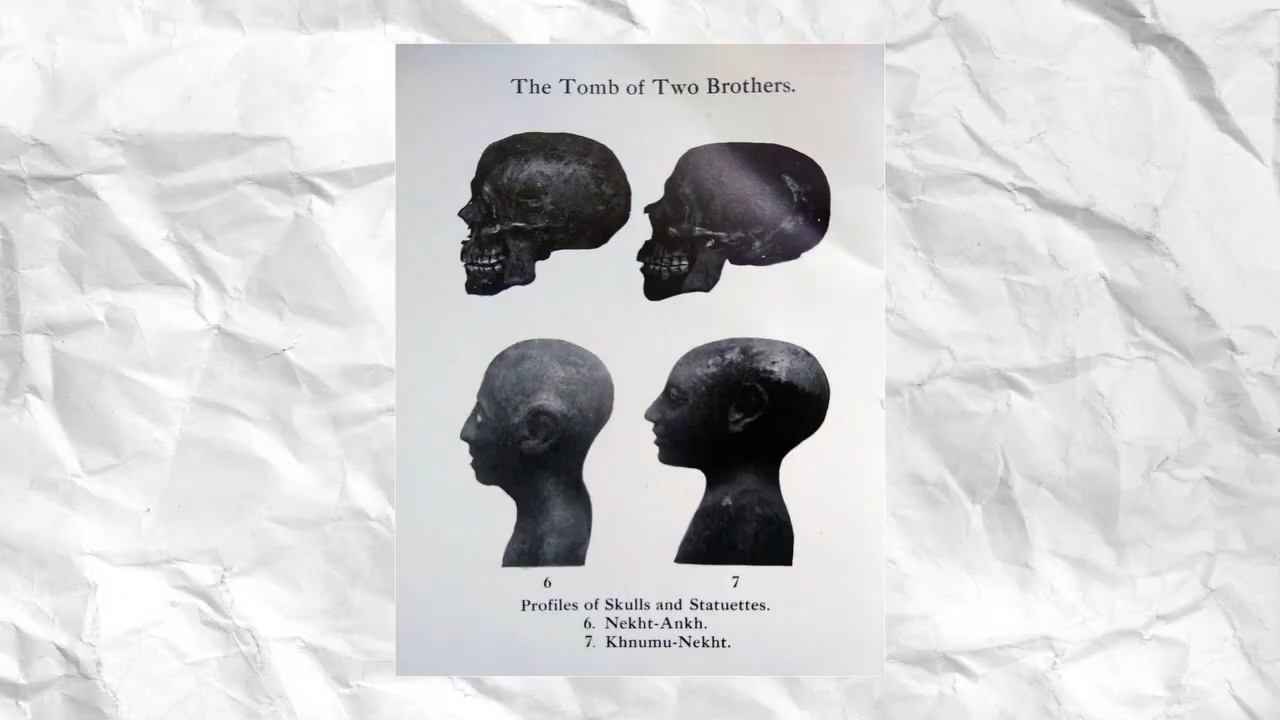 The Tomb of Two Brothers.
6
7
Profiles of Skulls and Statuettes.
6. Nekht-Ankh.
7. Khnumu-Nekht.